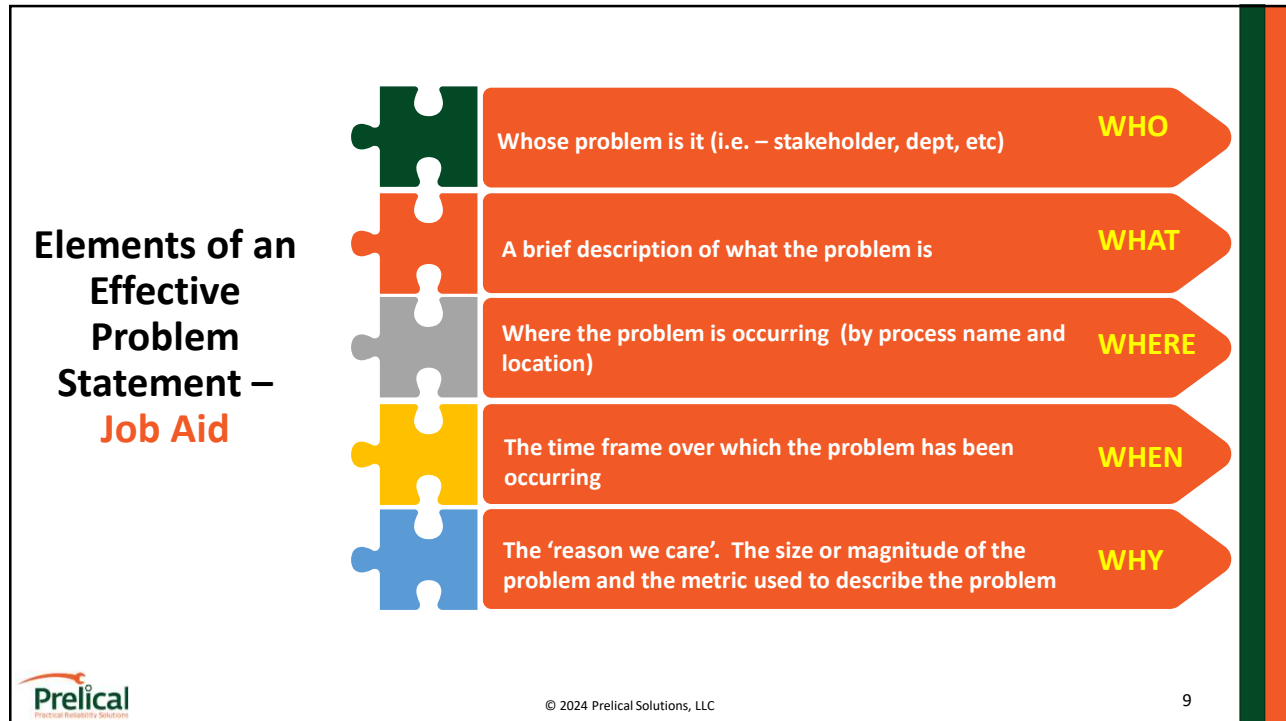 Elements of an
Effective
Problem
Statement –
Job Aid
Whose problem is it (i.e. – stakeholder, dept, etc)
WHO
A brief description of what the problem is
WHAT
Where the problem is occurring  (by process name and
location)
WHERE
The time frame over which the problem has been
occurring
WHEN
The ‘reason we care’.  The size or magnitude of the
problem and the metric used to describe the problem
WHY
Prelical
Practical Reliability Solutions
© 2024 Prelical Solutions, LLC
9